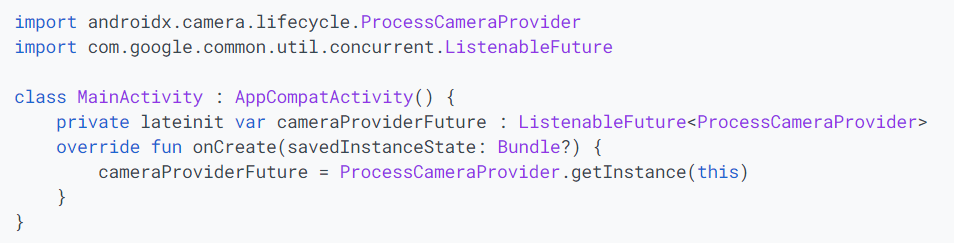 import androidx.camera.lifecycle.ProcessCameraProvider
import com.google.common.util.concurrent.ListenableFuture

class MainActivity : AppCompatActivity() {
    private lateinit var cameraProviderFuture : ListenableFuture<ProcessCameraProvider>
    override fun onCreate(savedInstanceState: Bundle?) {
        cameraProviderFuture = ProcessCameraProvider.getInstance(this)
    }
}